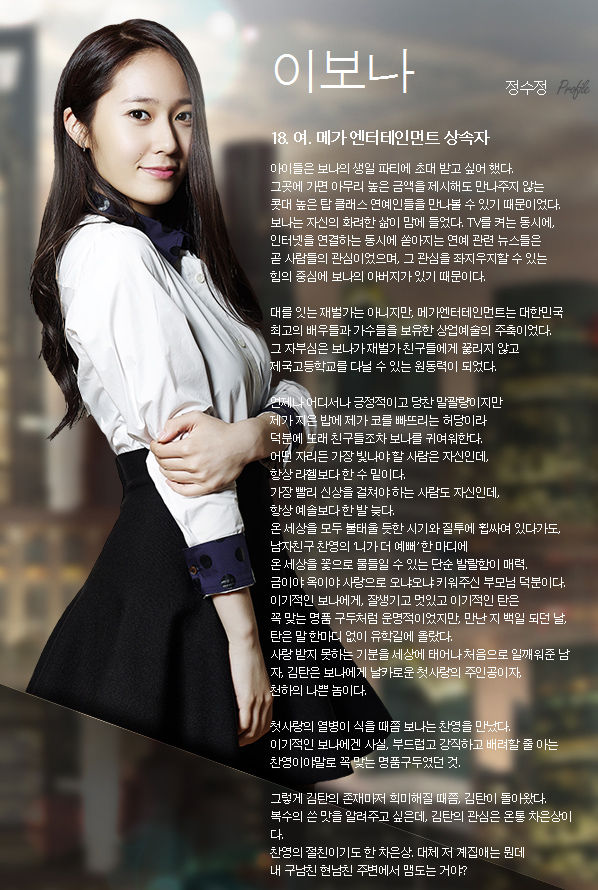 이보나
정수정 Profile
18. 여. 메가 엔터테인먼트 상속자
아이들은 보나의 생일 파티에 초대 받고 싶어 했다.
그곳에 가면 아무리 높은 금액을 제시해도 만나주지 않는
콧대 높은 탑 클래스 연예인들을 만나볼 수 있기 때문이었다.
보나는 자신의 화려한 삶이 맘에 들었다. TV를 켜는 동시에,
인터넷을 연결하는 동시에 쏟아지는 연예 관련 뉴스들은
곧 사람들의 관심이었으며, 그 관심을 좌지우지할 수 있는
힘의 중심에 보나의 아버지가 있기 때문이다.
대를 잇는 재벌가는 아니지만, 메가엔터테인먼트는 대한민국
최고의 배우들과 가수들을 보유한 상업예술의 주축이었다.
그 자부심은 보나가 재벌가 친구들에게 꿇리지 않고
제국고등학교를 다닐 수 있는 원동력이 되었다.
언제나 어디서나 긍정적이고 당찬 말괄량이지만
제가 지은 밥에 제가 코를 빠뜨리는 허당이라
덕분에 또래 친구들조차 보나를 귀여워한다.
어떤 자리든 가장 빛나야 할 사람은 자신인데,
항상 라헬보다 한 수 밑이다.
가장 빨리 신상을 걸쳐야 하는 사람도 자신인데,
항상 예솔보다 한 발 늦다.
온 세상을 모두 불태울 듯한 시기와 질투에 휩싸여 있다가도,
남자친구 찬영의 '니가 더 예뻐' 한 마디에
온 세상을 꽃으로 물들일 수 있는 단순 발랄함이 매력.
금이야 옥이야 사랑으로 오냐오냐 키워주신 부모님 덕분이다.
이기적인 보나에게, 잘생기고 멋있고 이기적인 탄은
꼭 맞는 명품 구두처럼 운명적이었지만, 만난 지 백일 되던 날,
탄은 말 한마디 없이 유학길에 올랐다.
사랑 받지 못하는 기분을 세상에 태어나 처음으로 일깨워준 남
자, 김탄은 보나에게 날카로운 첫사랑의 주인공이자,
천하의 나쁜 놈이다.
첫사랑의 열병이 식을 때쯤 보나는 찬영을 만났다.
이기적인 보나에겐 사실, 부드럽고 강직하고 배려할 줄 아는
찬영이야말로 꼭 맞는 명품구두였던 것.
그렇게 김탄의 존재마저 희미해질 때쯤, 김탄이 돌아왔다.
복수의 쓴 맛을 알려주고 싶은데, 김탄의 관심은 온통 차은상이
다.
찬영의 절친이기도 한 차은상. 대체 저 계집애는 뭔데
내 구남친 현남친 주변에서 맴도는 거야?